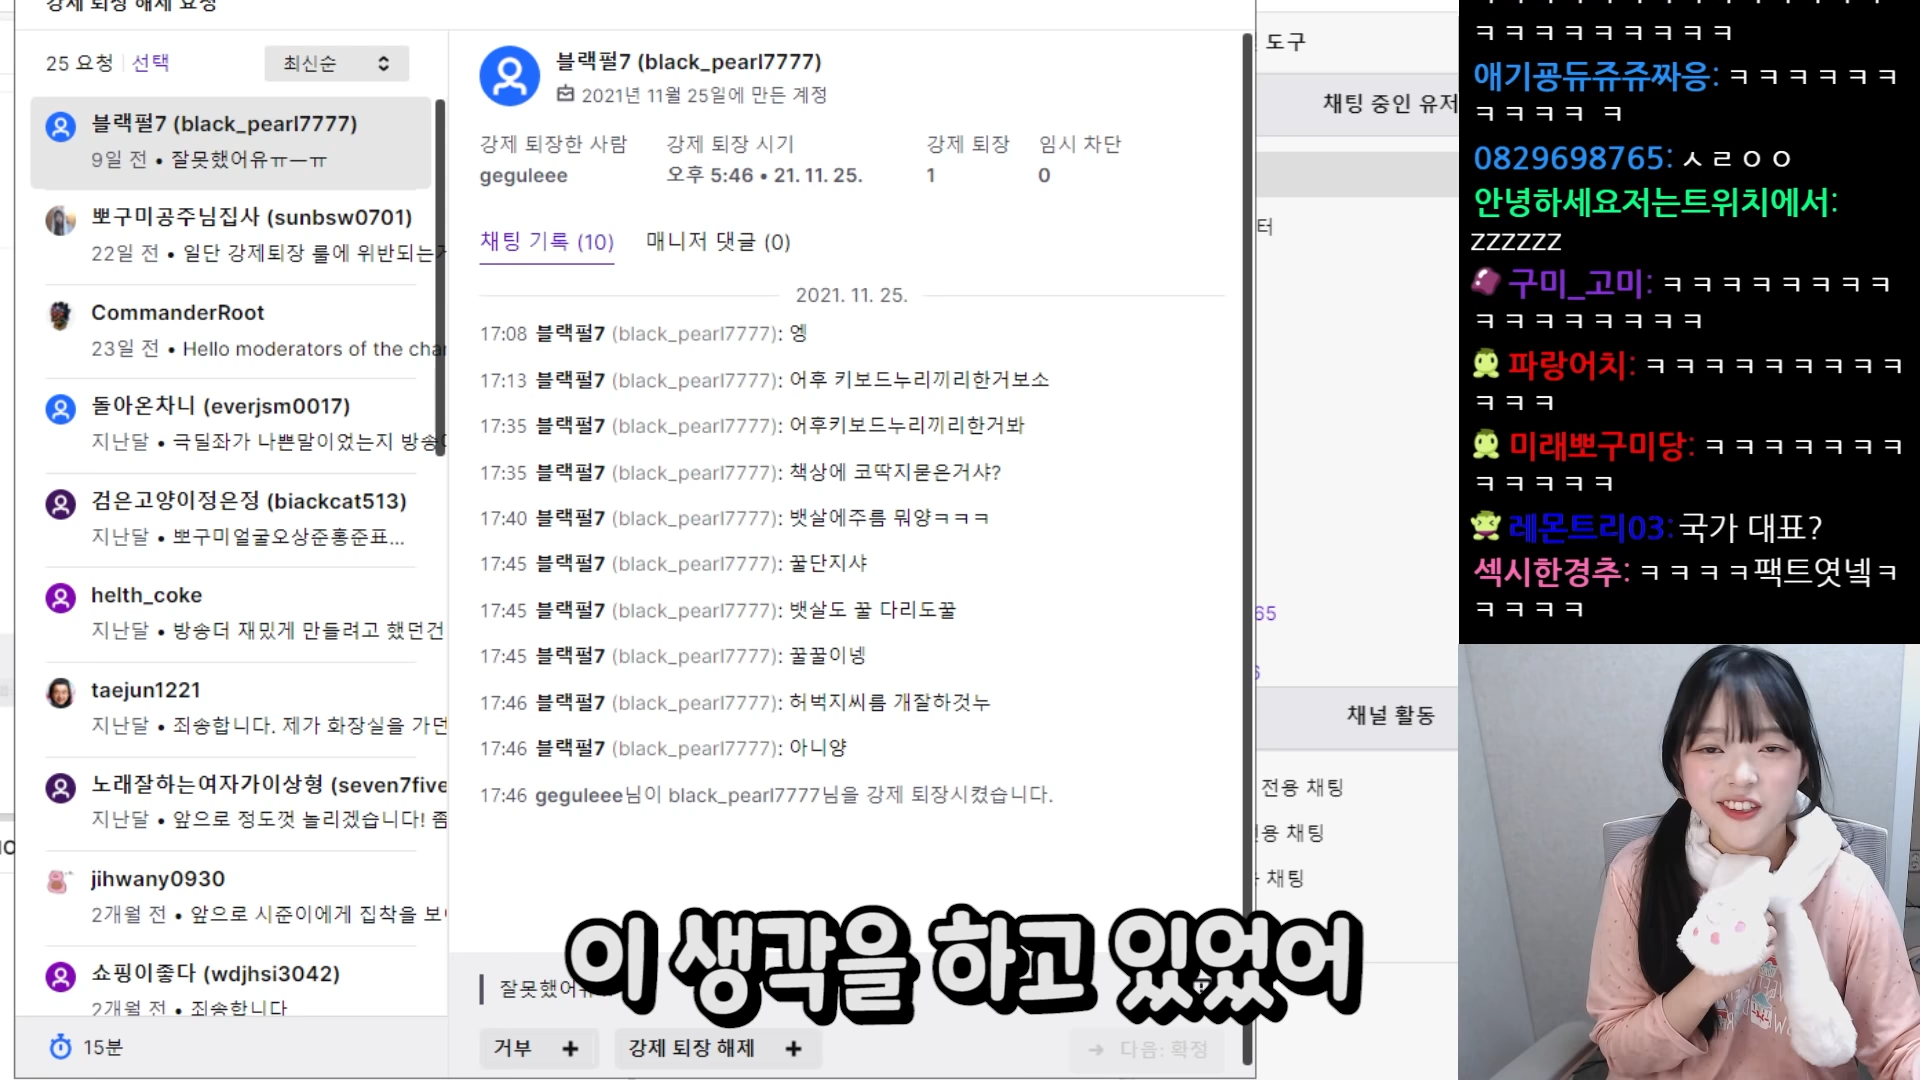 강제 퇴장 해제 요청
25 요청 | 선택
최신순
블랙펄7 (black_pearl7777)
9일 전 • 잘못했어유ㅠㅡㅠ
뽀구미공주님집사 (sunbsw0701)
22일 전 • 일단 강제퇴장 룰에 위반되는
CommanderRoot
23일 전 • Hello moderators of the cha
돌아온차니 (everjsm0017)
지난달 • 극딜좌가 나쁜말이었는지 방송
검은고양이정은정 (biackcat513)
지난달 • 뽀구미얼굴오상준홍준표...
helth_coke
지난달 • 방송더 재밌게 만들려고 했던건
taejun1221
지난달 • 죄송합니다. 제가 화장실을 가던
노래잘하는여자가이상형 (seven7five
지난달 • 앞으로 정도껏 놀리겠습니다! 좀
jihwany0930
2개월 전 • 앞으로 시준이에게 집착을 보
쇼핑이좋다 (wdjhsi3042)
2개월 전 • 죄송합니다
15분
블랙펄7 (black_pearl7777)
2021년 11월 25일에 만든 계정
강제 퇴장한 사람 강제 퇴장 시기 강제 퇴장 임시 차단
geguleee 오후 5:46 • 21. 11. 25. 1 0
채팅 기록 (10) 매니저 댓글 (0)
2021. 11. 25.
17:08 블랙펄7 (black_pearl7777): 엥
17:13 블랙펄7 (black_pearl7777): 어후 키보드누리끼리한거보소
17:35 블랙펄7 (black_pearl7777): 어후키보드누리끼리한거봐
17:35 블랙펄7 (black_pearl7777): 책상에 코딱지묻은거샤?
17:40 블랙펄7 (black_pearl7777): 뱃살에주름 뭐양ㅋㅋㅋ
17:45 블랙펄7 (black_pearl7777): 꿀단지샤
17:45 블랙펄7 (black_pearl7777): 뱃살도 꿀 다리도꿀
17:45 블랙펄7 (black_pearl7777): 꿀꿀이넹
17:46 블랙펄7 (black_pearl7777): 허벅지씨름 개잘하것누
17:46 블랙펄7 (black_pearl7777): 아니양
17:46 geguleee님이 black_pearl7777님을 강제 퇴장시켰습니다.
잘못했어
이 생각을 하고 있었어
거부 + 강제 퇴장 해제 + → 다음: 확정
도구
채팅 중인 유저
터
65
채널 활동
전용 채팅
용 채팅
채팅
ㅋㅋㅋㅋㅋㅋㅋㅋㅋ
애기굥듀쥬쥬짜응: ㅋㅋㅋㅋㅋㅋ
ㅋㅋㅋㅋ ㅋ
0829698765: ㅅㄹㅇㅇ
안녕하세요저는트위치에서:
zzzzzz
구미_고미: ㅋㅋㅋㅋㅋㅋㅋㅋ
ㅋㅋㅋㅋㅋㅋㅋㅋ
파랑어치: ㅋㅋㅋㅋㅋㅋㅋㅋㅋ
ㅋㅋㅋ
미래뽀구미당: ㅋㅋㅋㅋㅋㅋㅋ
ㅋㅋㅋㅋㅋ
레몬트리03: 국가 대표?
섹시한경추: ㅋㅋㅋㅋ팩트엿넼ㅋ
ㅋㅋㅋㅋ